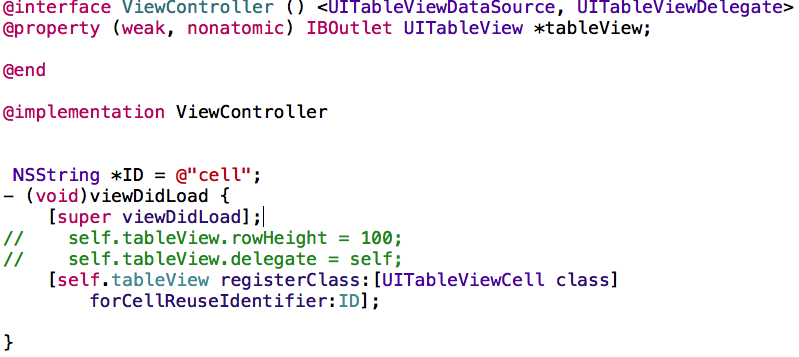 @interface ViewController () <UITableViewDataSource, UITableViewDelegate>
@property (weak, nonatomic) IBOutlet UITableView *tableView;
@end
@implementation ViewController
NSString *ID = @"cell";
- (void)viewDidLoad {
[super viewDidLoad];
// self.tableView.rowHeight = 100;
// self.tableView.delegate = self;
[self.tableView registerClass:[UITableViewCell class]
forCellReuseIdentifier:ID];
}